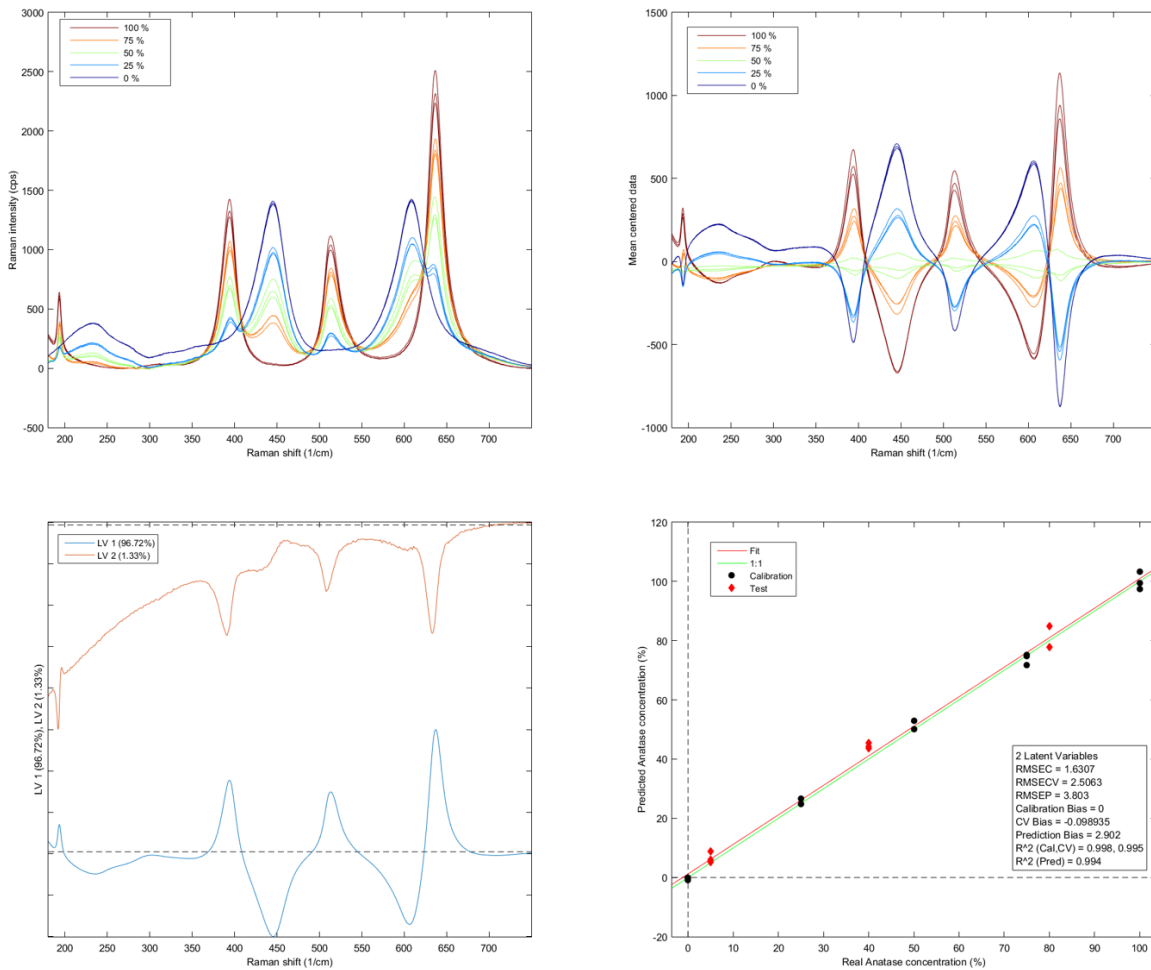 3000
2500
2000
1500
1000
500
0
-500
Raman intensity (cps)
100 %
75 %
50 %
25 %
0 %
200 250 300 350 400 450 500 550 600 650 700
Raman shift (1/cm)
1500
1000
500
0
-500
-1000
Mean centered data
100 %
75 %
50 %
25 %
0 %
200 250 300 350 400 450 500 550 600 650 700
Raman shift (1/cm)
LV 1 (96.72%), LV 2 (1.33%)
LV 1 (96.72%)
LV 2 (1.33%)
200 250 300 350 400 450 500 550 600 650 700
Raman shift (1/cm)
120
100
80
60
40
20
0
-20
Predicted Anatase concentration (%)
Fit
1:1
Calibration
Test
2 Latent Variables
RMSEC = 1.6307
RMSECV = 2.5063
RMSEP = 3.803
Calibration Bias = 0
CV Bias = -0.098935
Prediction Bias = 2.902
R^2 (Cal,CV) = 0.998, 0.995
R^2 (Pred) = 0.994
0 10 20 30 40 50 60 70 80 90 100
Real Anatase concentration (%)